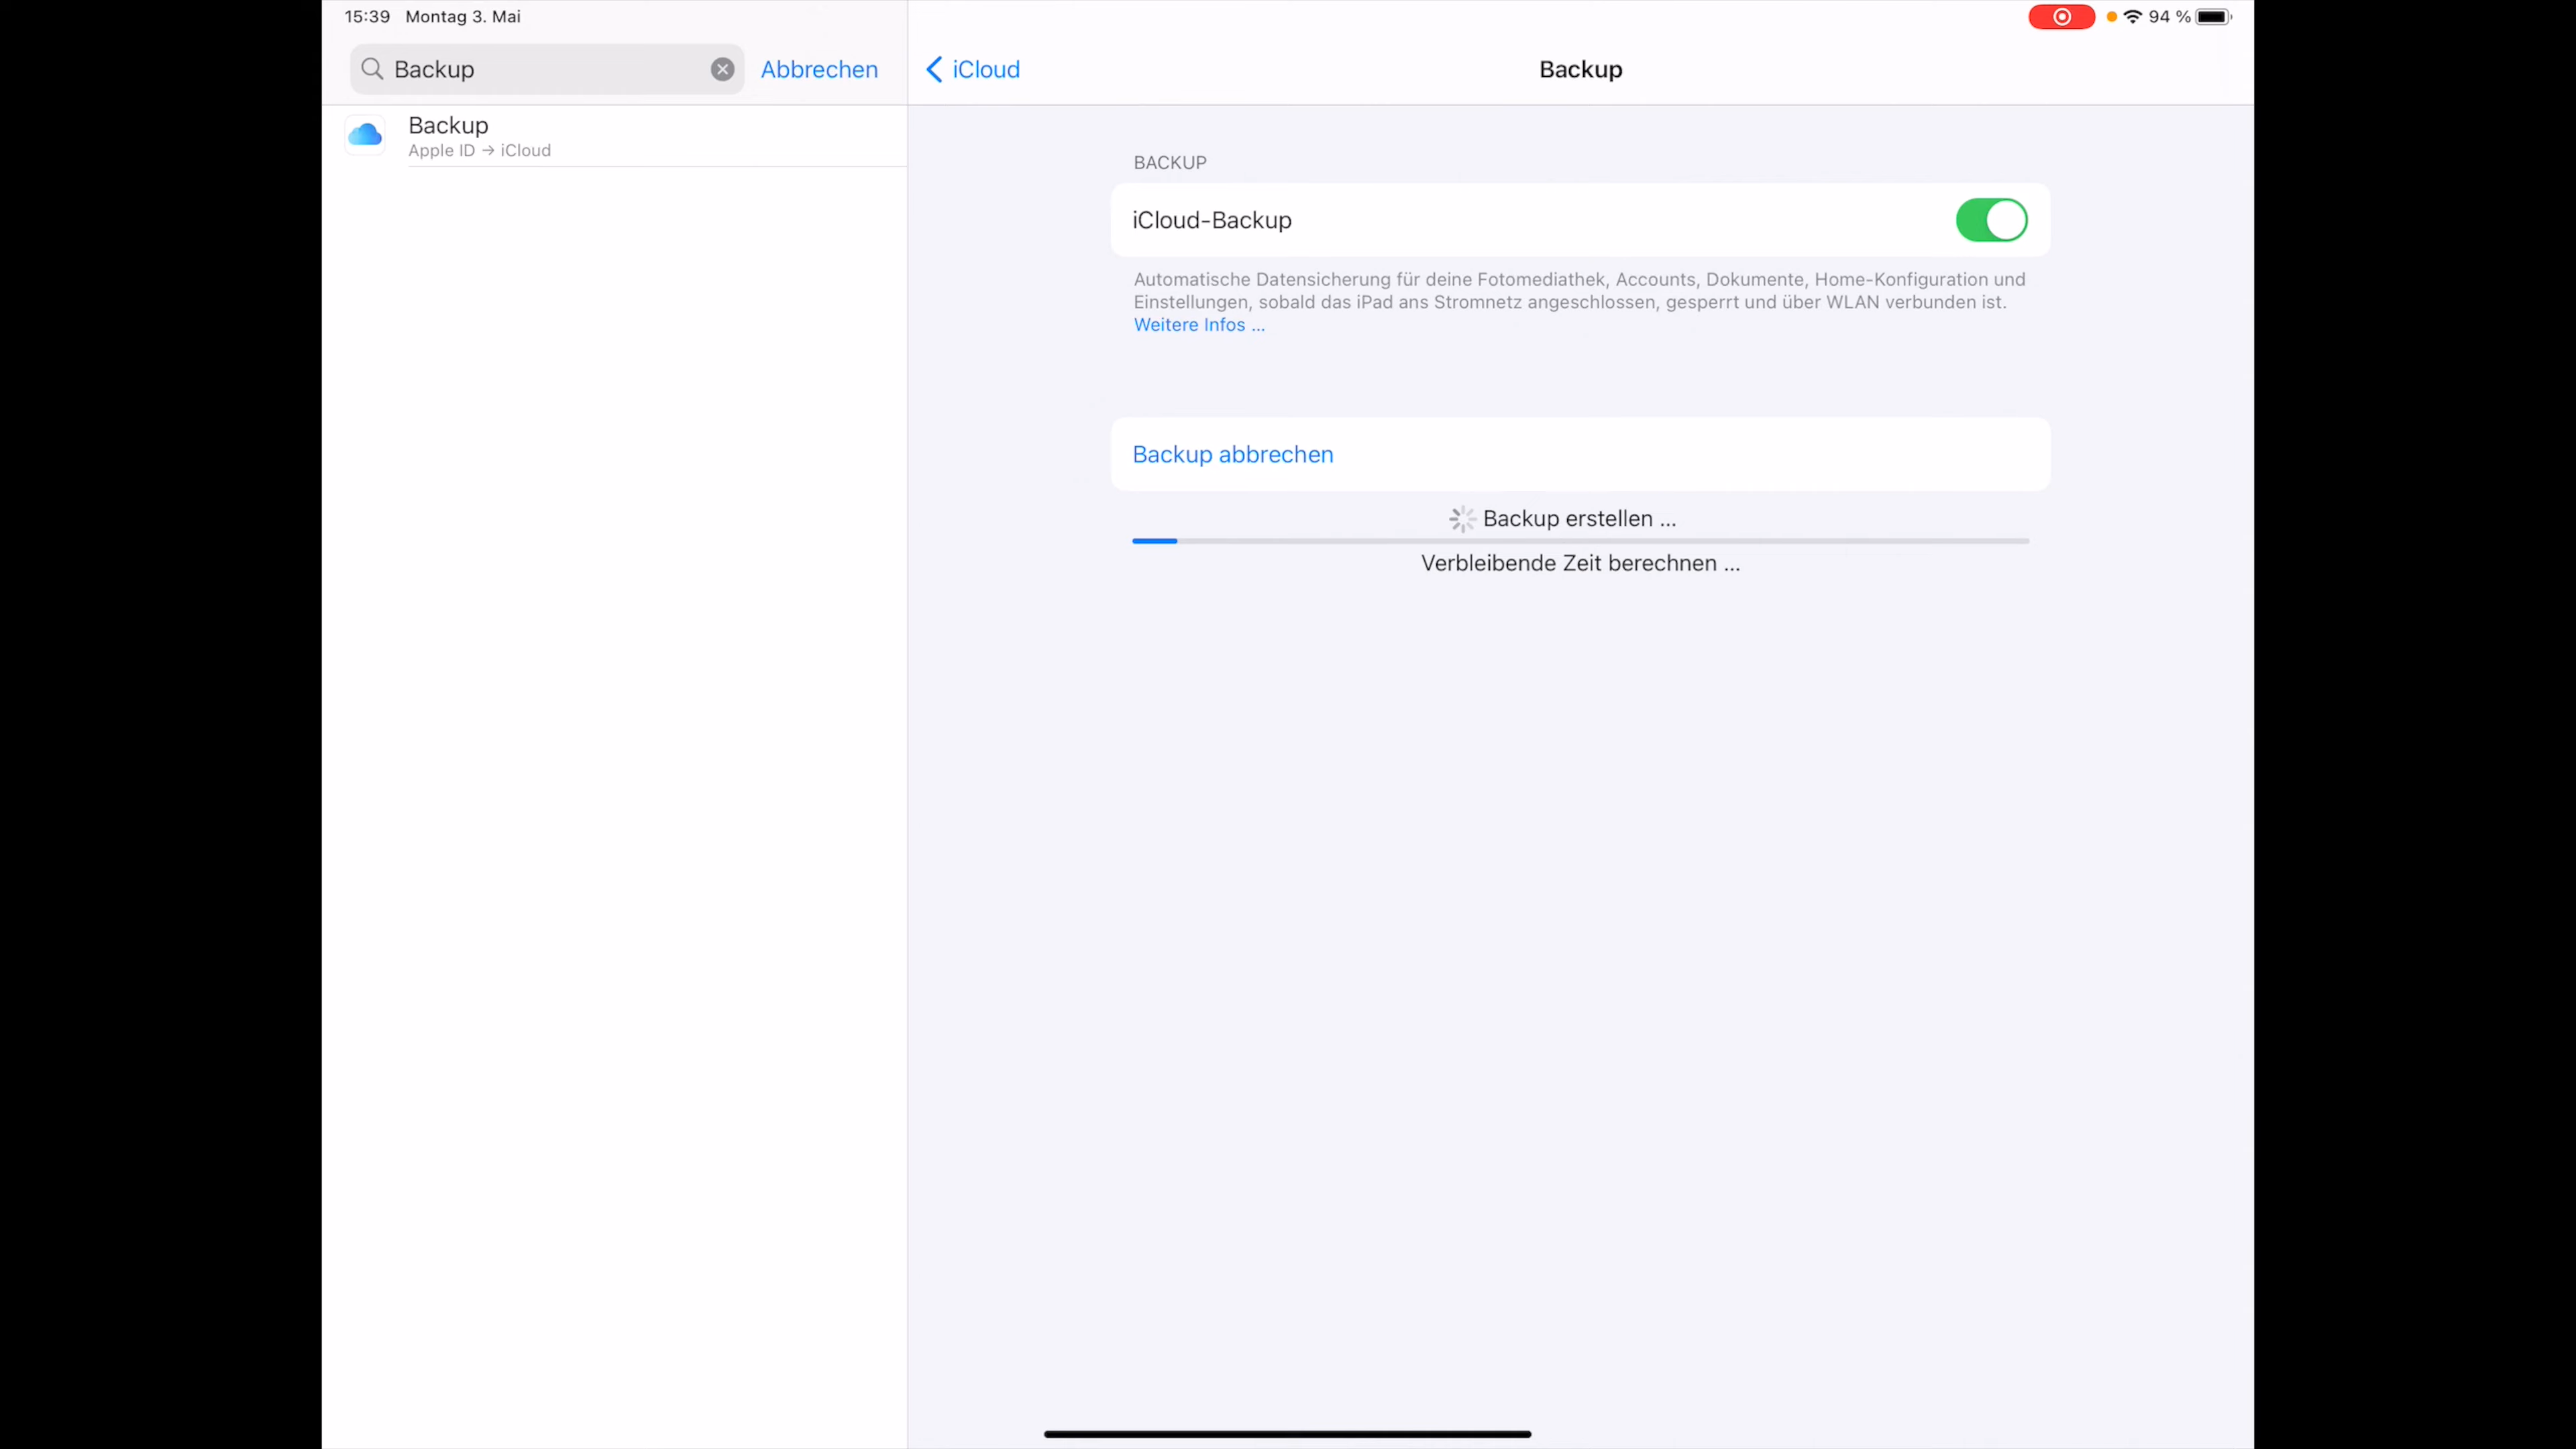 15:39 Montag 3. Mai
94 %
Backup
Abbrechen
iCloud
Backup
Backup
Apple ID → iCloud
BACKUP
iCloud-Backup
Automatische Datensicherung für deine Fotomediathek, Accounts, Dokumente, Home-Konfiguration und
Einstellungen, sobald das iPad ans Stromnetz angeschlossen, gesperrt und über WLAN verbunden ist.
Weitere Infos ...
Backup abbrechen
Backup erstellen ...
Verbleibende Zeit berechnen ...